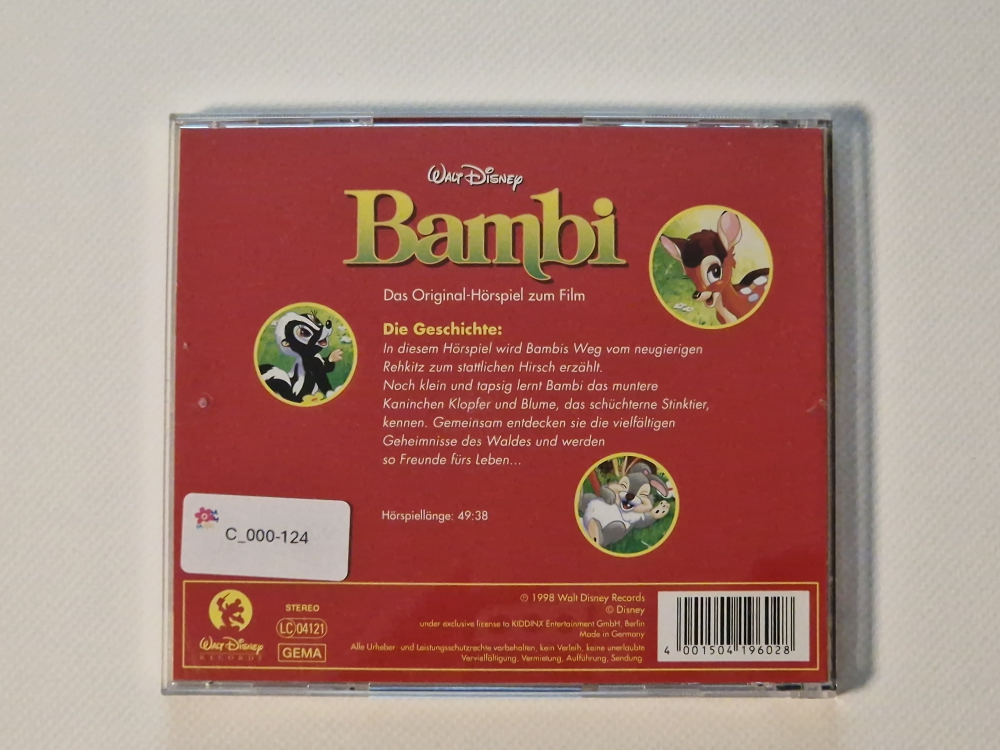 WALT DISNEY
Bambi
Das Original-Hörspiel zum Film
Die Geschichte:
In diesem Hörspiel wird Bambis Weg vom neugierigen
Rehkitz zum stattlichen Hirsch erzählt.
Noch klein und tapsig lernt Bambi das muntere
Kaninchen Klopfer und Blume, das schüchterne Stinktier,
kennen. Gemeinsam entdecken sie die vielfältigen
Geheimnisse des Waldes und werden
so Freunde fürs Leben...
Hörspiellänge: 49:38
C_000-124
WALT DISNEY
RECORDS
STEREO
LC 04121
GEMA
℗ 1998 Walt Disney Records
© Disney
under exclusive license to KIDDINX Entertainment GmbH, Berlin
Made in Germany
Alle Urheber- und Leistungsschutzrechte vorbehalten, kein Verleih, keine unerlaubte
Vervielfältigung, Vermietung, Aufführung, Sendung.
4 001504 196028